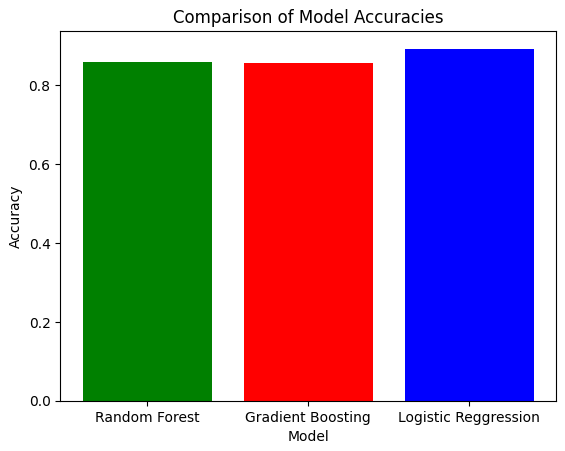 Comparison of Model Accuracies
Accuracy
0.8
0.6
0.4
0.2
0.0
Random Forest
Gradient Boosting
Logistic Reggression
Model